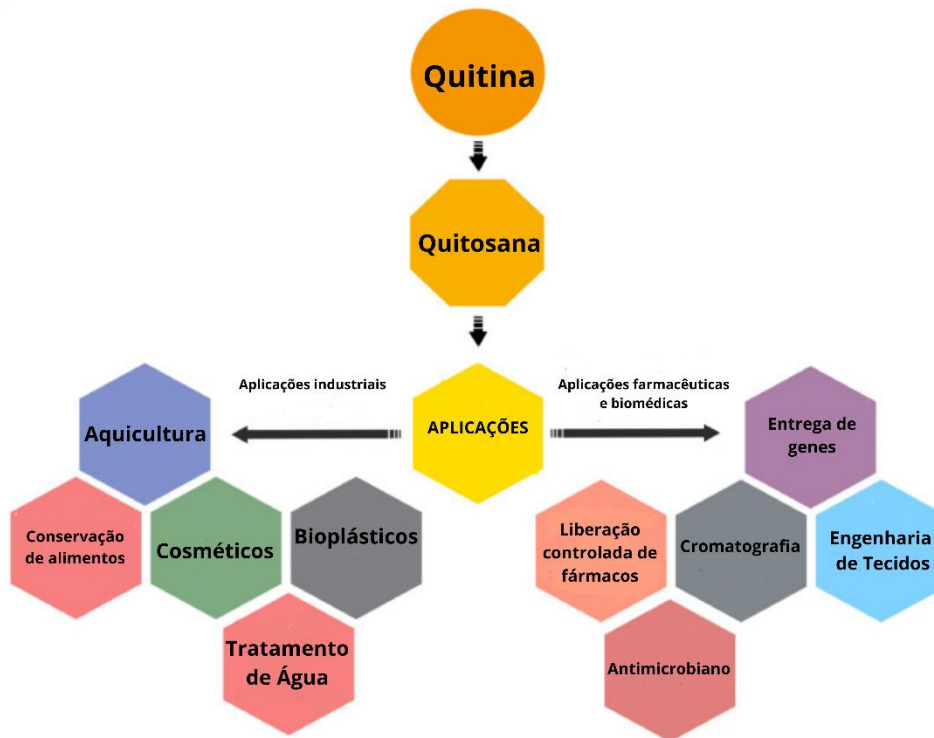 Quitina
Quitosana
Aplicações industriais
APLICAÇÕES
Aplicações farmacêuticas
e biomédicas
Aquicultura
Conservação
de alimentos
Cosméticos
Bioplásticos
Tratamento
de Água
Entrega de
genes
Liberação
controlada de
fármacos
Cromatografia
Engenharia
de Tecidos
Antimicrobiano